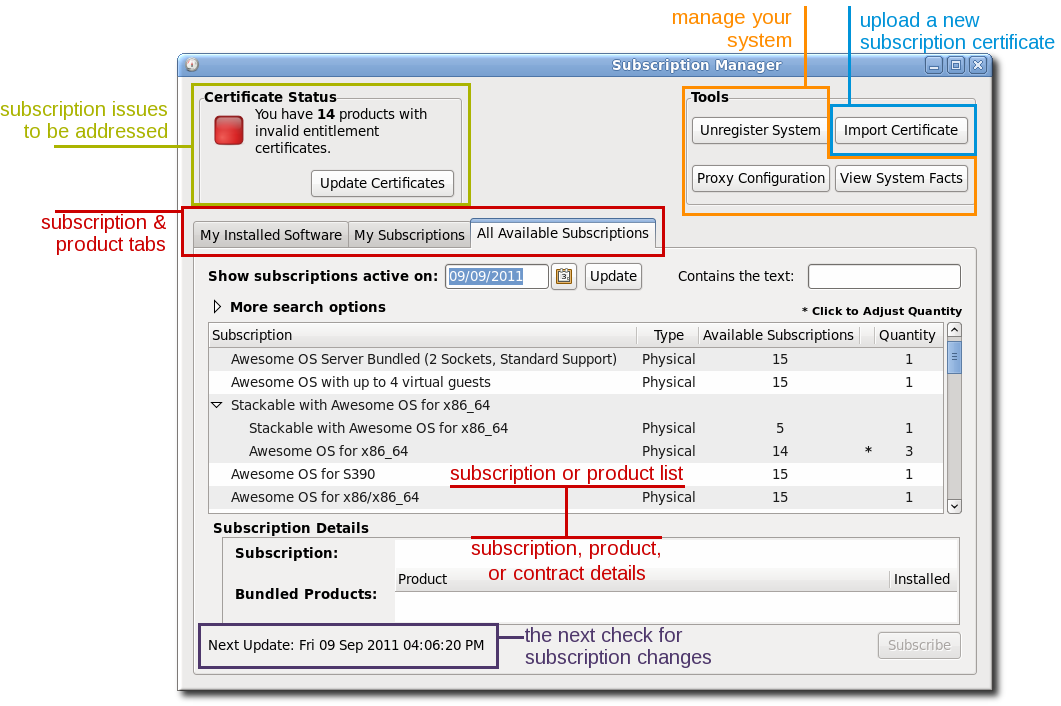 manage your
system
upload a new
subscription certificate
Subscription Manager
subscription issues
to be addressed
Certificate Status
You have 14 products with
invalid entitlement
certificates.
Update Certificates
Tools
Unregister System
Import Certificate
Proxy Configuration
View System Facts
subscription &
product tabs
My Installed Software
My Subscriptions
All Available Subscriptions
Show subscriptions active on: 09/09/2011 Update Contains the text:
More search options
* Click to Adjust Quantity
Subscription Type Available Subscriptions Quantity
Awesome OS Server Bundled (2 Sockets, Standard Support) Physical 15 1
Awesome OS with up to 4 virtual guests Physical 15 1
Stackable with Awesome OS for x86_64
Stackable with Awesome OS for x86_64 Physical 5 1
Awesome OS for x86_64 Physical 14 * 3
Awesome OS for S390 15 1
subscription or product list
Awesome OS for x86/x86_64 Physical 15 1
Subscription Details
Subscription:
subscription, product,
or contract details
Product Installed
Bundled Products:
Next Update: Fri 09 Sep 2011 04:06:20 PM
the next check for
subscription changes
Subscribe